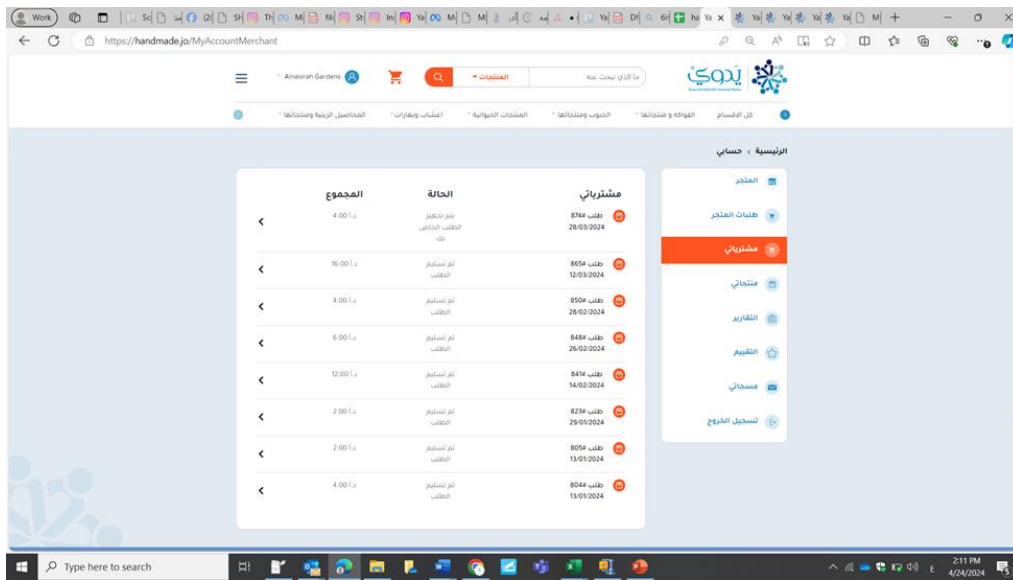 Work
https://handmade.jo/MyAccountMerchant
يَدويّ
ما الذي تبحث عنه
المنتجات
Alnasirah Gardens
كل الاقسام
الفواكه و منتجاتها
الحبوب ومنتجاتها
المنتجات الحيوانية
اعشاب وبهارات
المحاصيل الزيتية ومنتجاتها
الرئيسية › حسابي
المتجر
طلبات المتجر
مشترياتي
منتجاتي
التقارير
التقييم
مسجاتي
تسجيل الخروج
مشترياتي الحالة المجموع
طلب #874 يتم تجهيز د.أ 4.00
28/03/2024 الطلب الخاص
بك
طلب #865 تم تسليم د.أ 16.00
12/03/2024 الطلب
طلب #850 تم تسليم د.أ 4.00
28/02/2024 الطلب
طلب #848 تم تسليم د.أ 6.00
26/02/2024 الطلب
طلب #841 تم تسليم د.أ 12.00
14/02/2024 الطلب
طلب #823 تم تسليم د.أ 2.00
29/01/2024 الطلب
طلب #805 تم تسليم د.أ 2.00
13/01/2024 الطلب
طلب #804 تم تسليم د.أ 4.00
13/01/2024 الطلب
Type here to search
ع
2:11 PM
4/24/2024